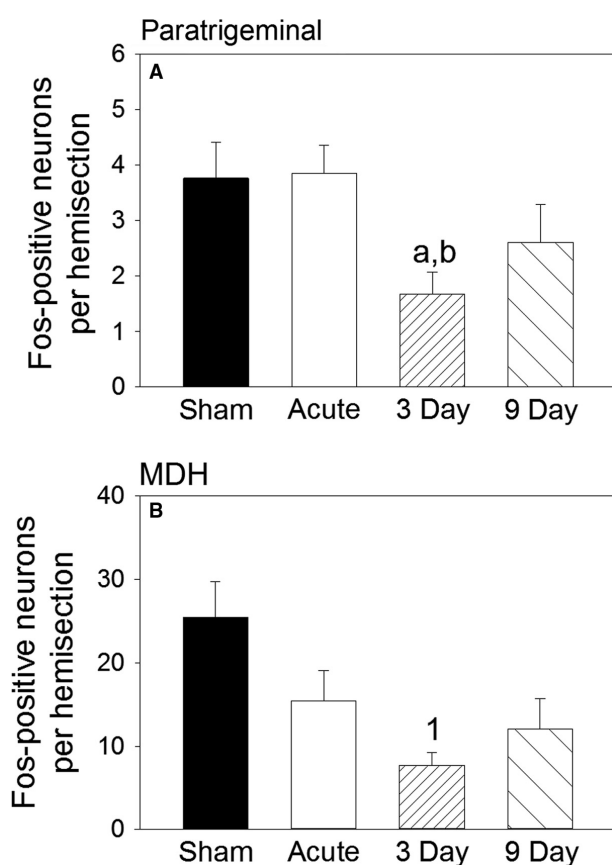 Paratrigeminal
A
Fos-positive neurons
per hemisection
6
5
4
3
2
1
0
a,b
Sham Acute 3 Day 9 Day
MDH
B
Fos-positive neurons
per hemisection
40
30
20
10
0
1
Sham Acute 3 Day 9 Day